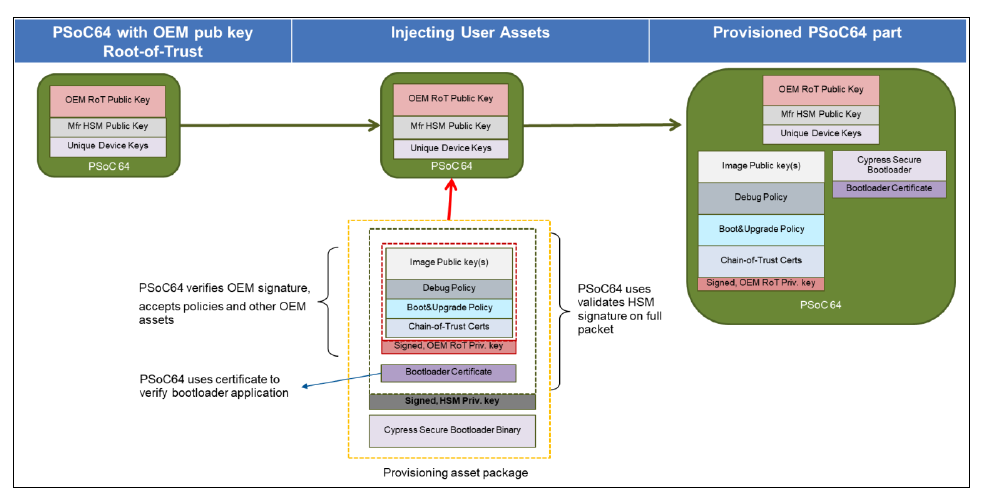 PSoC64 with OEM pub key
Root-of-Trust
Injecting User Assets
Provisioned PSoC64 part
OEM RoT Public Key
Mfr HSM Public Key
Unique Device Keys
PSoC 64
OEM RoT Public Key
Mfr HSM Public Key
Unique Device Keys
PSoC 64
OEM RoT Public Key
Mfr HSM Public Key
Unique Device Keys
Image Public key(s)
Debug Policy
Boot&Upgrade Policy
Chain-of-Trust Certs
Signed, OEM RoT Priv. key
Cypress Secure
Bootloader
Bootloader Certificate
PSoC 64
PSoC64 verifies OEM signature,
accepts policies and other OEM
assets
PSoC64 uses certificate to
verify bootloader application
Image Public key(s)
Debug Policy
Boot&Upgrade Policy
Chain-of-Trust Certs
Signed, OEM RoT Priv. key
Bootloader Certificate
Signed, HSM Priv. key
Cypress Secure Bootloader Binary
PSoC64 uses
validates HSM
signature on full
packet
Provisioning asset package